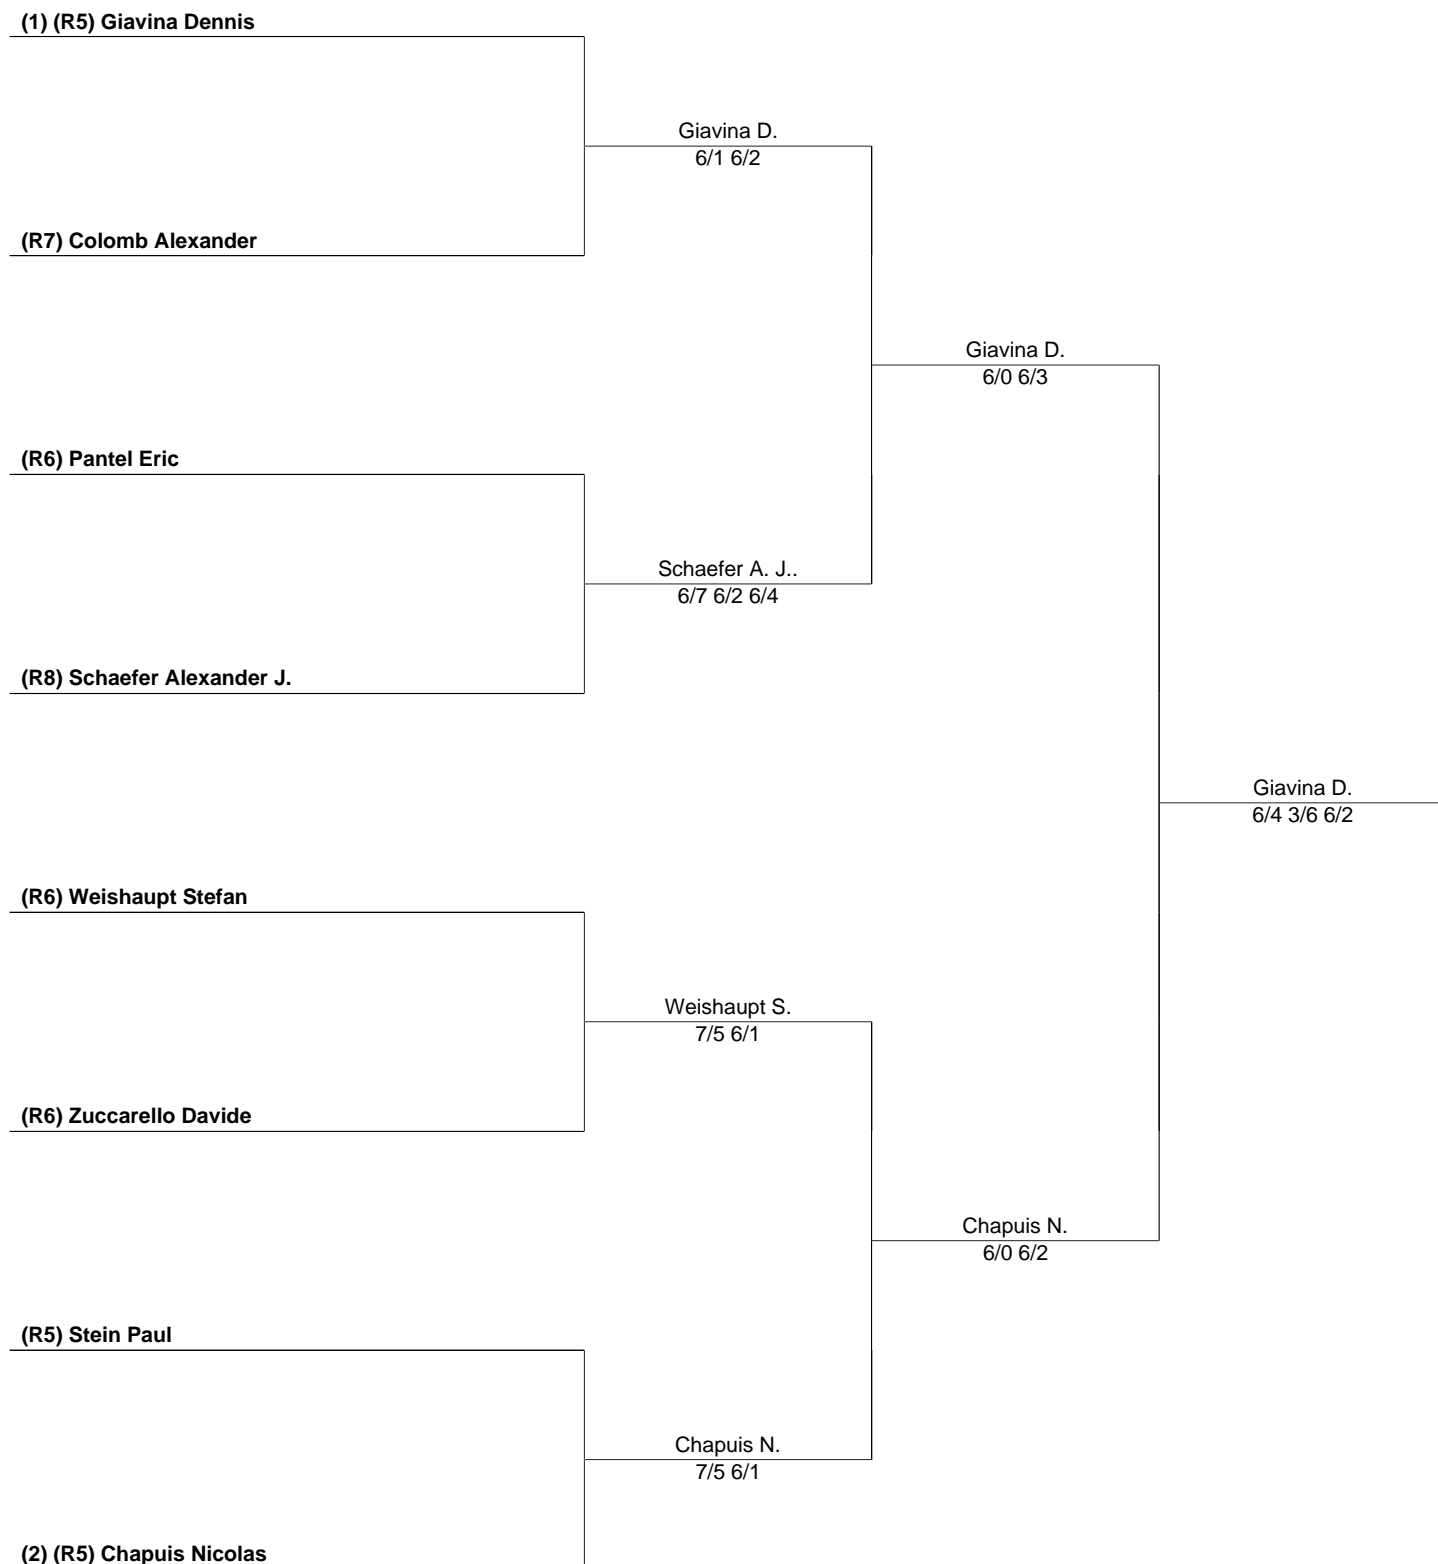 (1) (R5) Giavina Dennis
Giavina D.
6/1 6/2
(R7) Colomb Alexander
Giavina D.
6/0 6/3
(R6) Pantel Eric
Schaefer A. J..
6/7 6/2 6/4
(R8) Schaefer Alexander J.
Giavina D.
6/4 3/6 6/2
(R6) Weishaupt Stefan
Weishaupt S.
7/5 6/1
(R6) Zuccarello Davide
Chapuis N.
6/0 6/2
(R5) Stein Paul
Chapuis N.
7/5 6/1
(2) (R5) Chapuis Nicolas